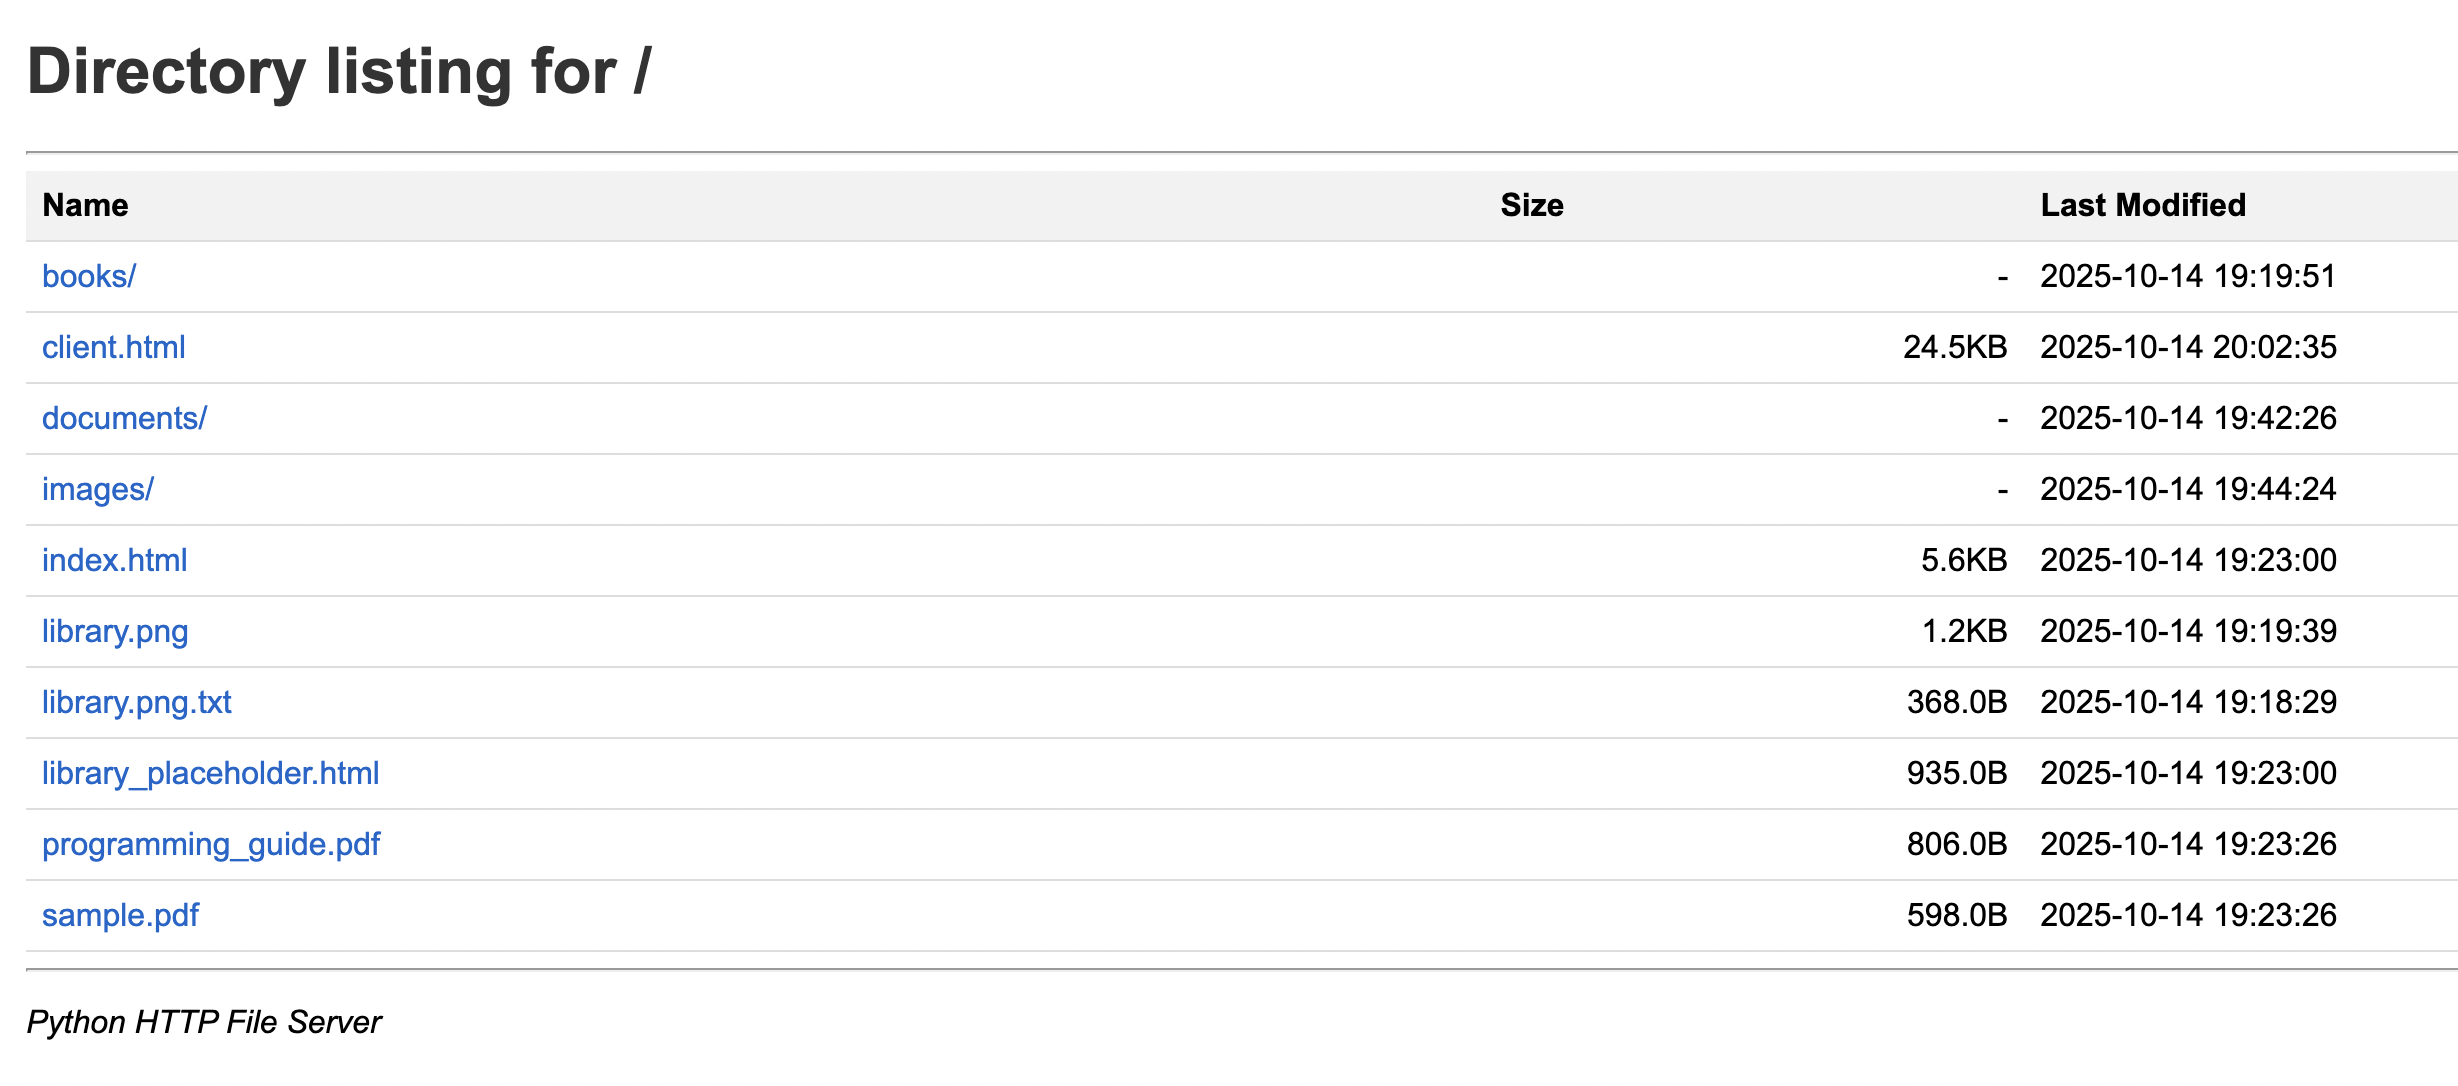 Directory listing for /
Name Size Last Modified
books/ - 2025-10-14 19:19:51
client.html 24.5KB 2025-10-14 20:02:35
documents/ - 2025-10-14 19:42:26
images/ - 2025-10-14 19:44:24
index.html 5.6KB 2025-10-14 19:23:00
library.png 1.2KB 2025-10-14 19:19:39
library.png.txt 368.0B 2025-10-14 19:18:29
library_placeholder.html 935.0B 2025-10-14 19:23:00
programming_guide.pdf 806.0B 2025-10-14 19:23:26
sample.pdf 598.0B 2025-10-14 19:23:26
Python HTTP File Server